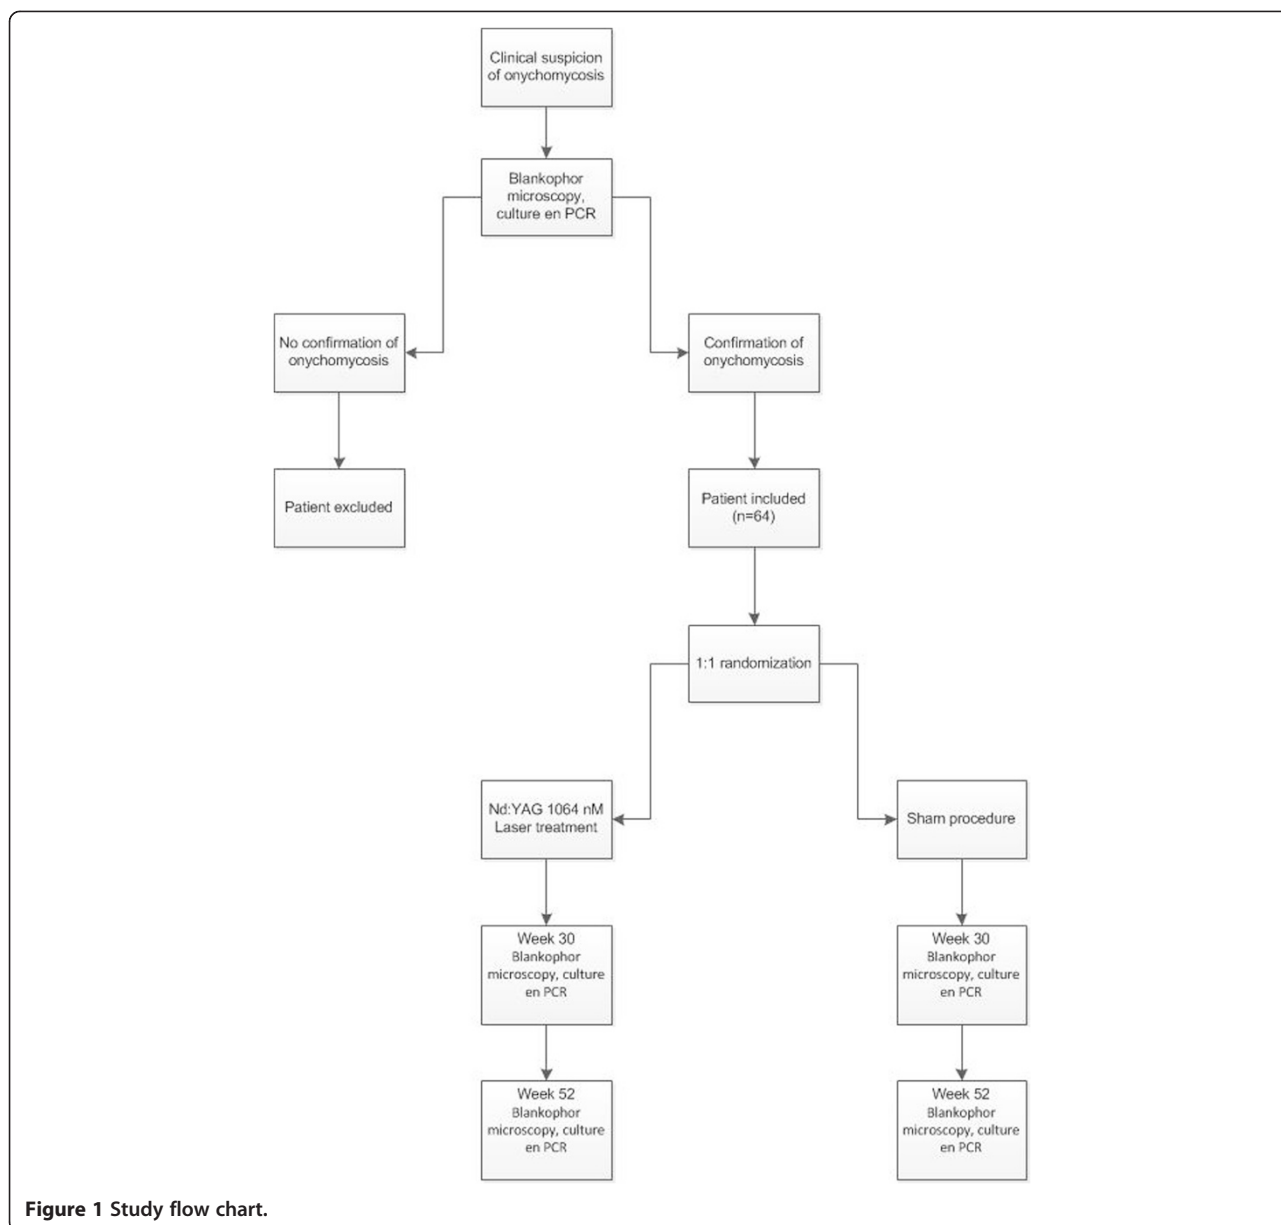 Clinical suspicion
of onychomycosis
Blankophor
microscopy,
culture en PCR
No confirmation of
onychomycosis
Confirmation of
onychomycosis
Patient excluded
Patient included
(n=64)
1:1 randomization
Nd:YAG 1064 nM
Laser treatment
Sham procedure
Week 30
Blankophor
microscopy, culture
en PCR
Week 30
Blankophor
microscopy, culture
en PCR
Week 52
Blankophor
microscopy, culture
en PCR
Week 52
Blankophor
microscopy, culture
en PCR
Figure 1 Study flow chart.